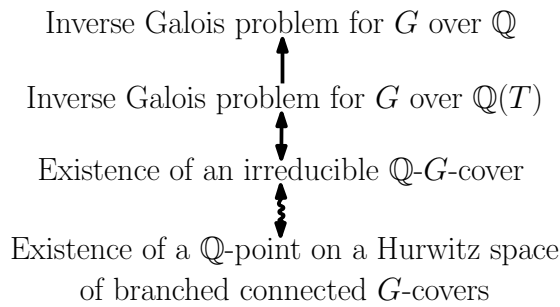 Inverse Galois problem for G over ℚ
Inverse Galois problem for G over ℚ(T)
Existence of an irreducible ℚ-G-cover
Existence of a ℚ-point on a Hurwitz space
of branched connected G-covers